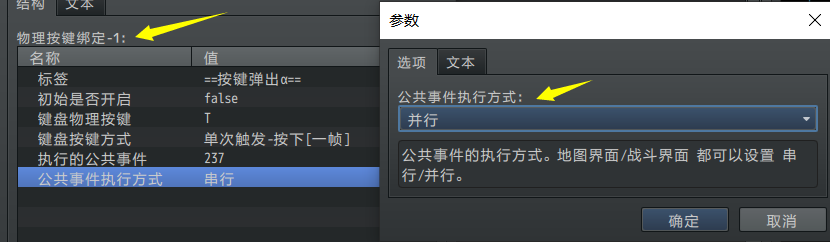 结构 文本
物理按键绑定-1:
名称 值
标签 ==按键弹出α==
初始是否开启 false
键盘物理按键 T
键盘按键方式 单次触发-按下[一帧]
执行的公共事件 237
公共事件执行方式 串行
参数
选项 文本
公共事件执行方式:
并行
公共事件的执行方式。地图界面/战斗界面 都可以设置 串
行/并行。
确定 取消